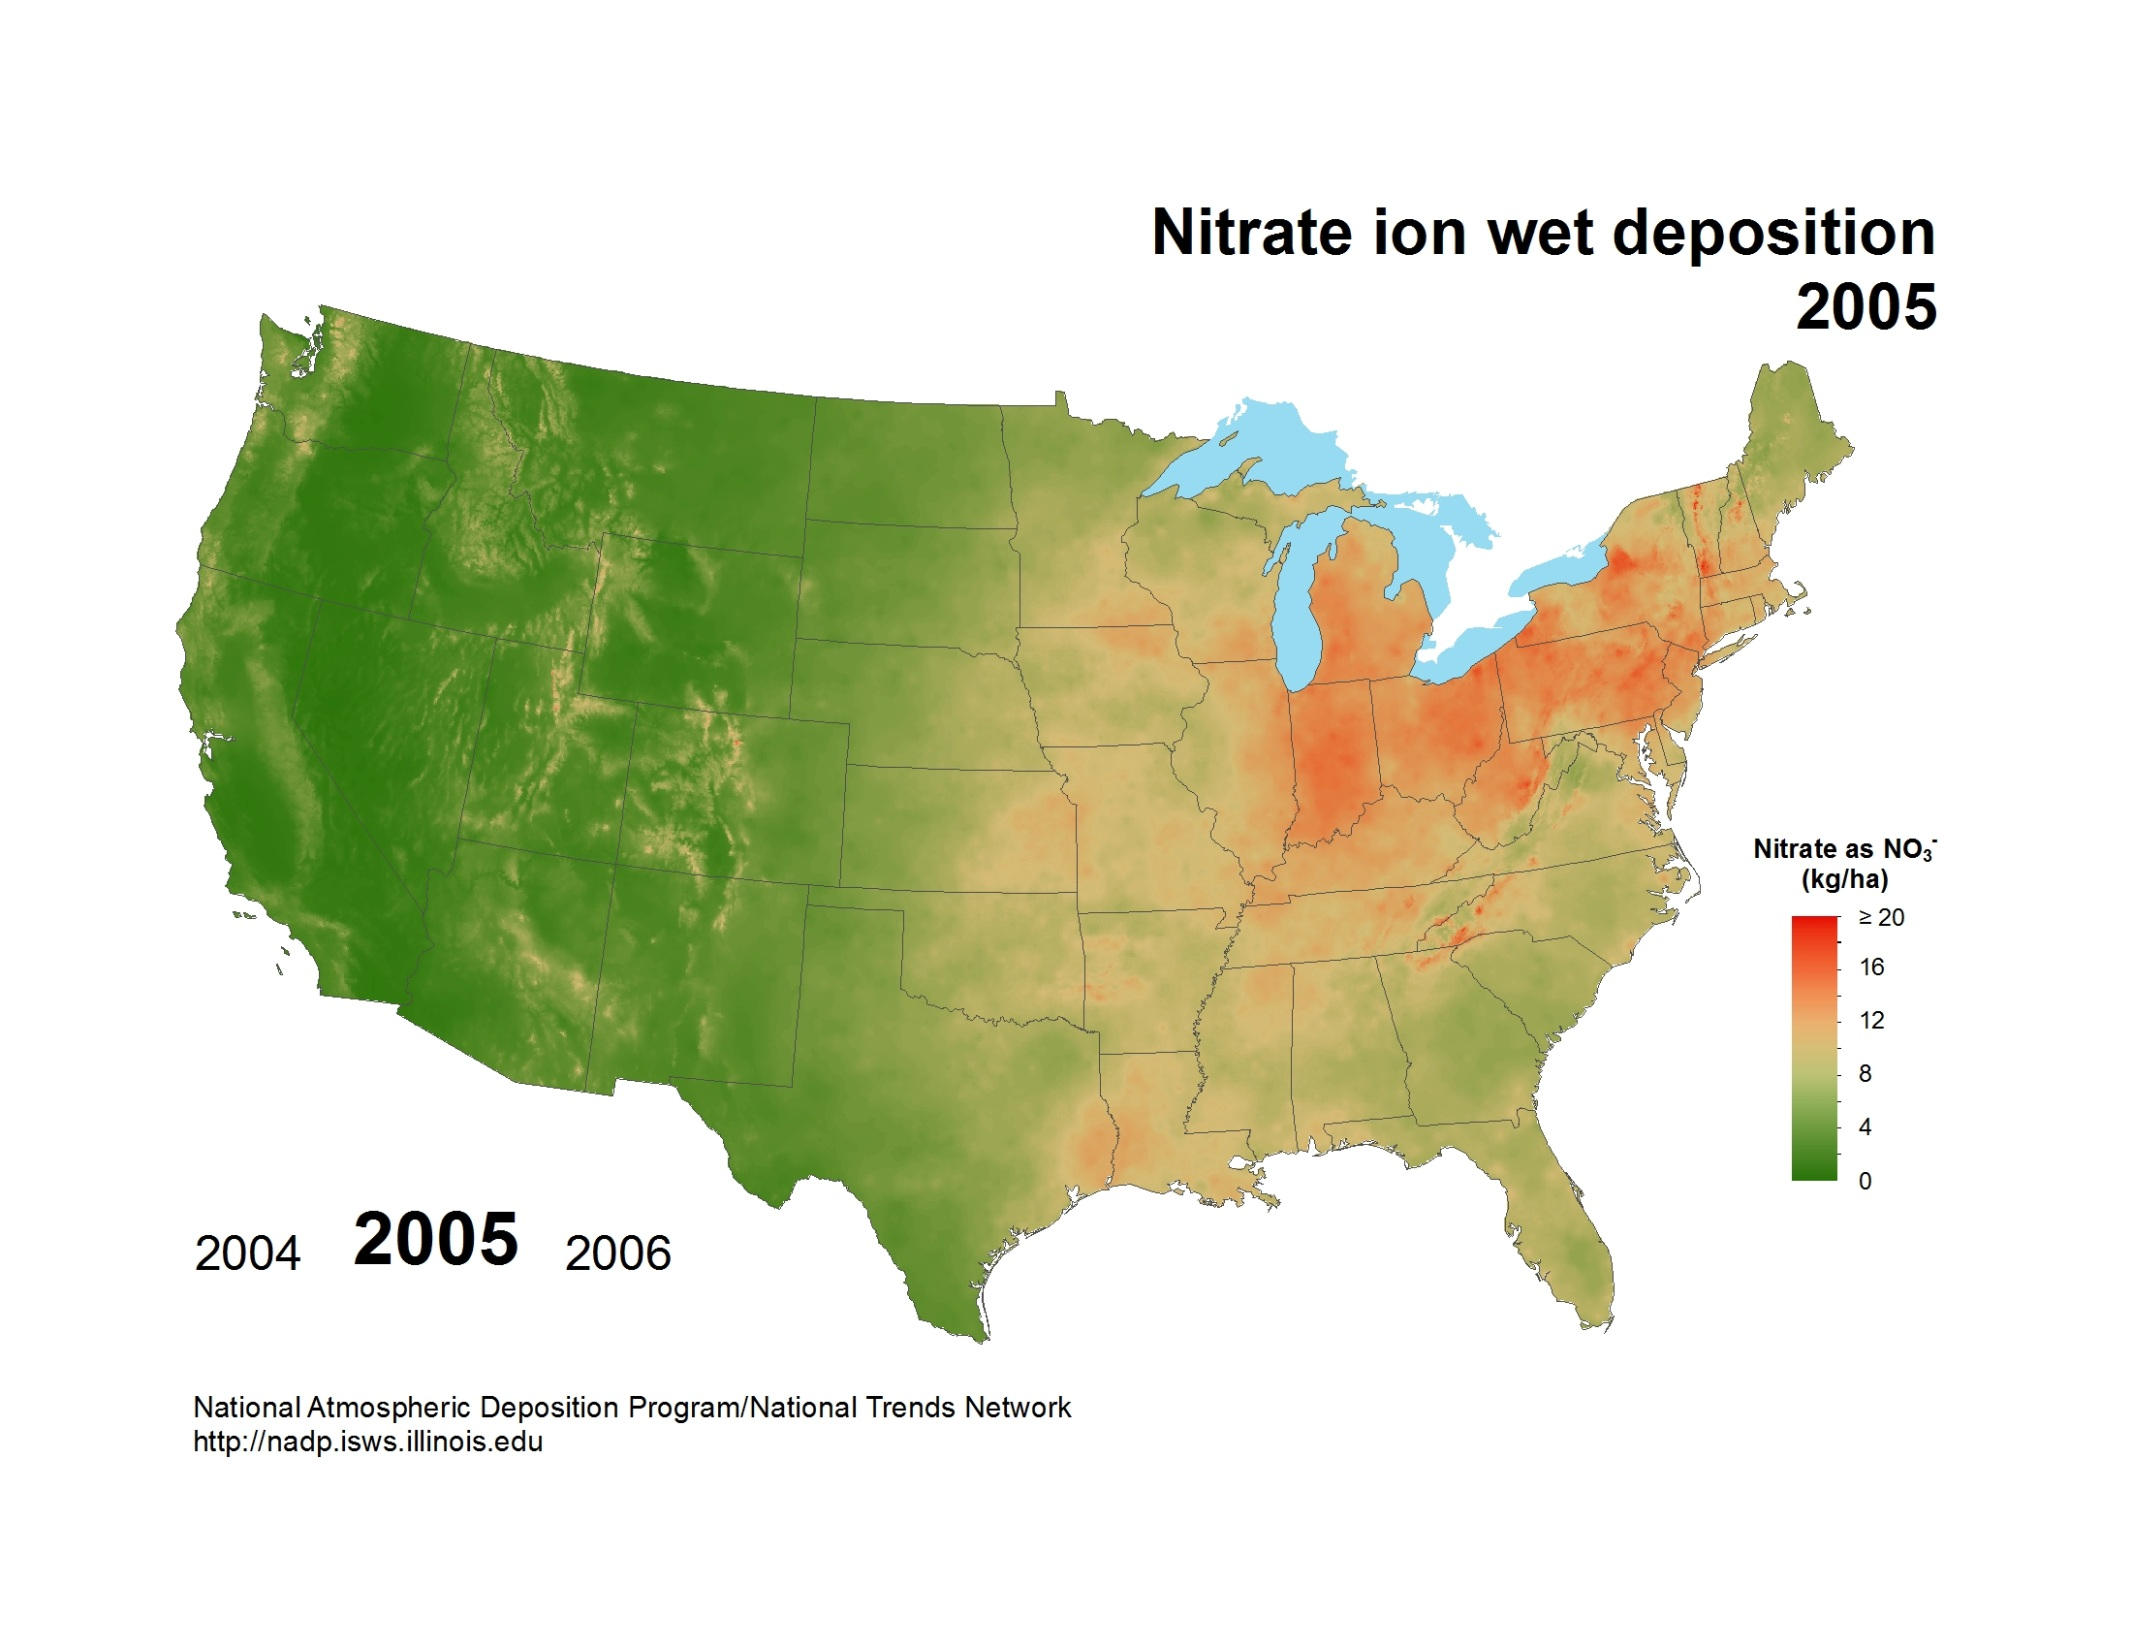 Nitrate ion wet deposition
2005
Nitrate as NO₃⁻
(kg/ha)
≥ 20
16
12
8
4
0
2004 2005 2006
National Atmospheric Deposition Program/National Trends Network
http://nadp.isws.illinois.edu